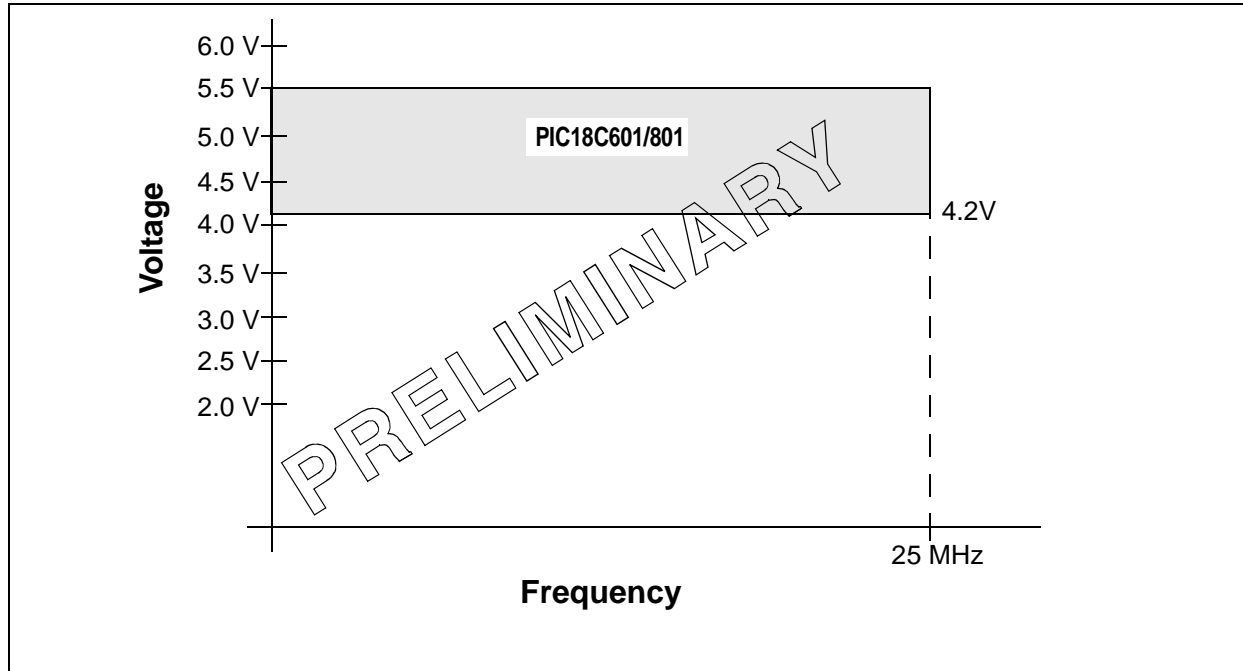 6.0 V
5.5 V
5.0 V
4.5 V
4.0 V
3.5 V
3.0 V
2.5 V
2.0 V
Voltage
PIC18C601/801
4.2V
PRELIMINARY
25 MHz
Frequency